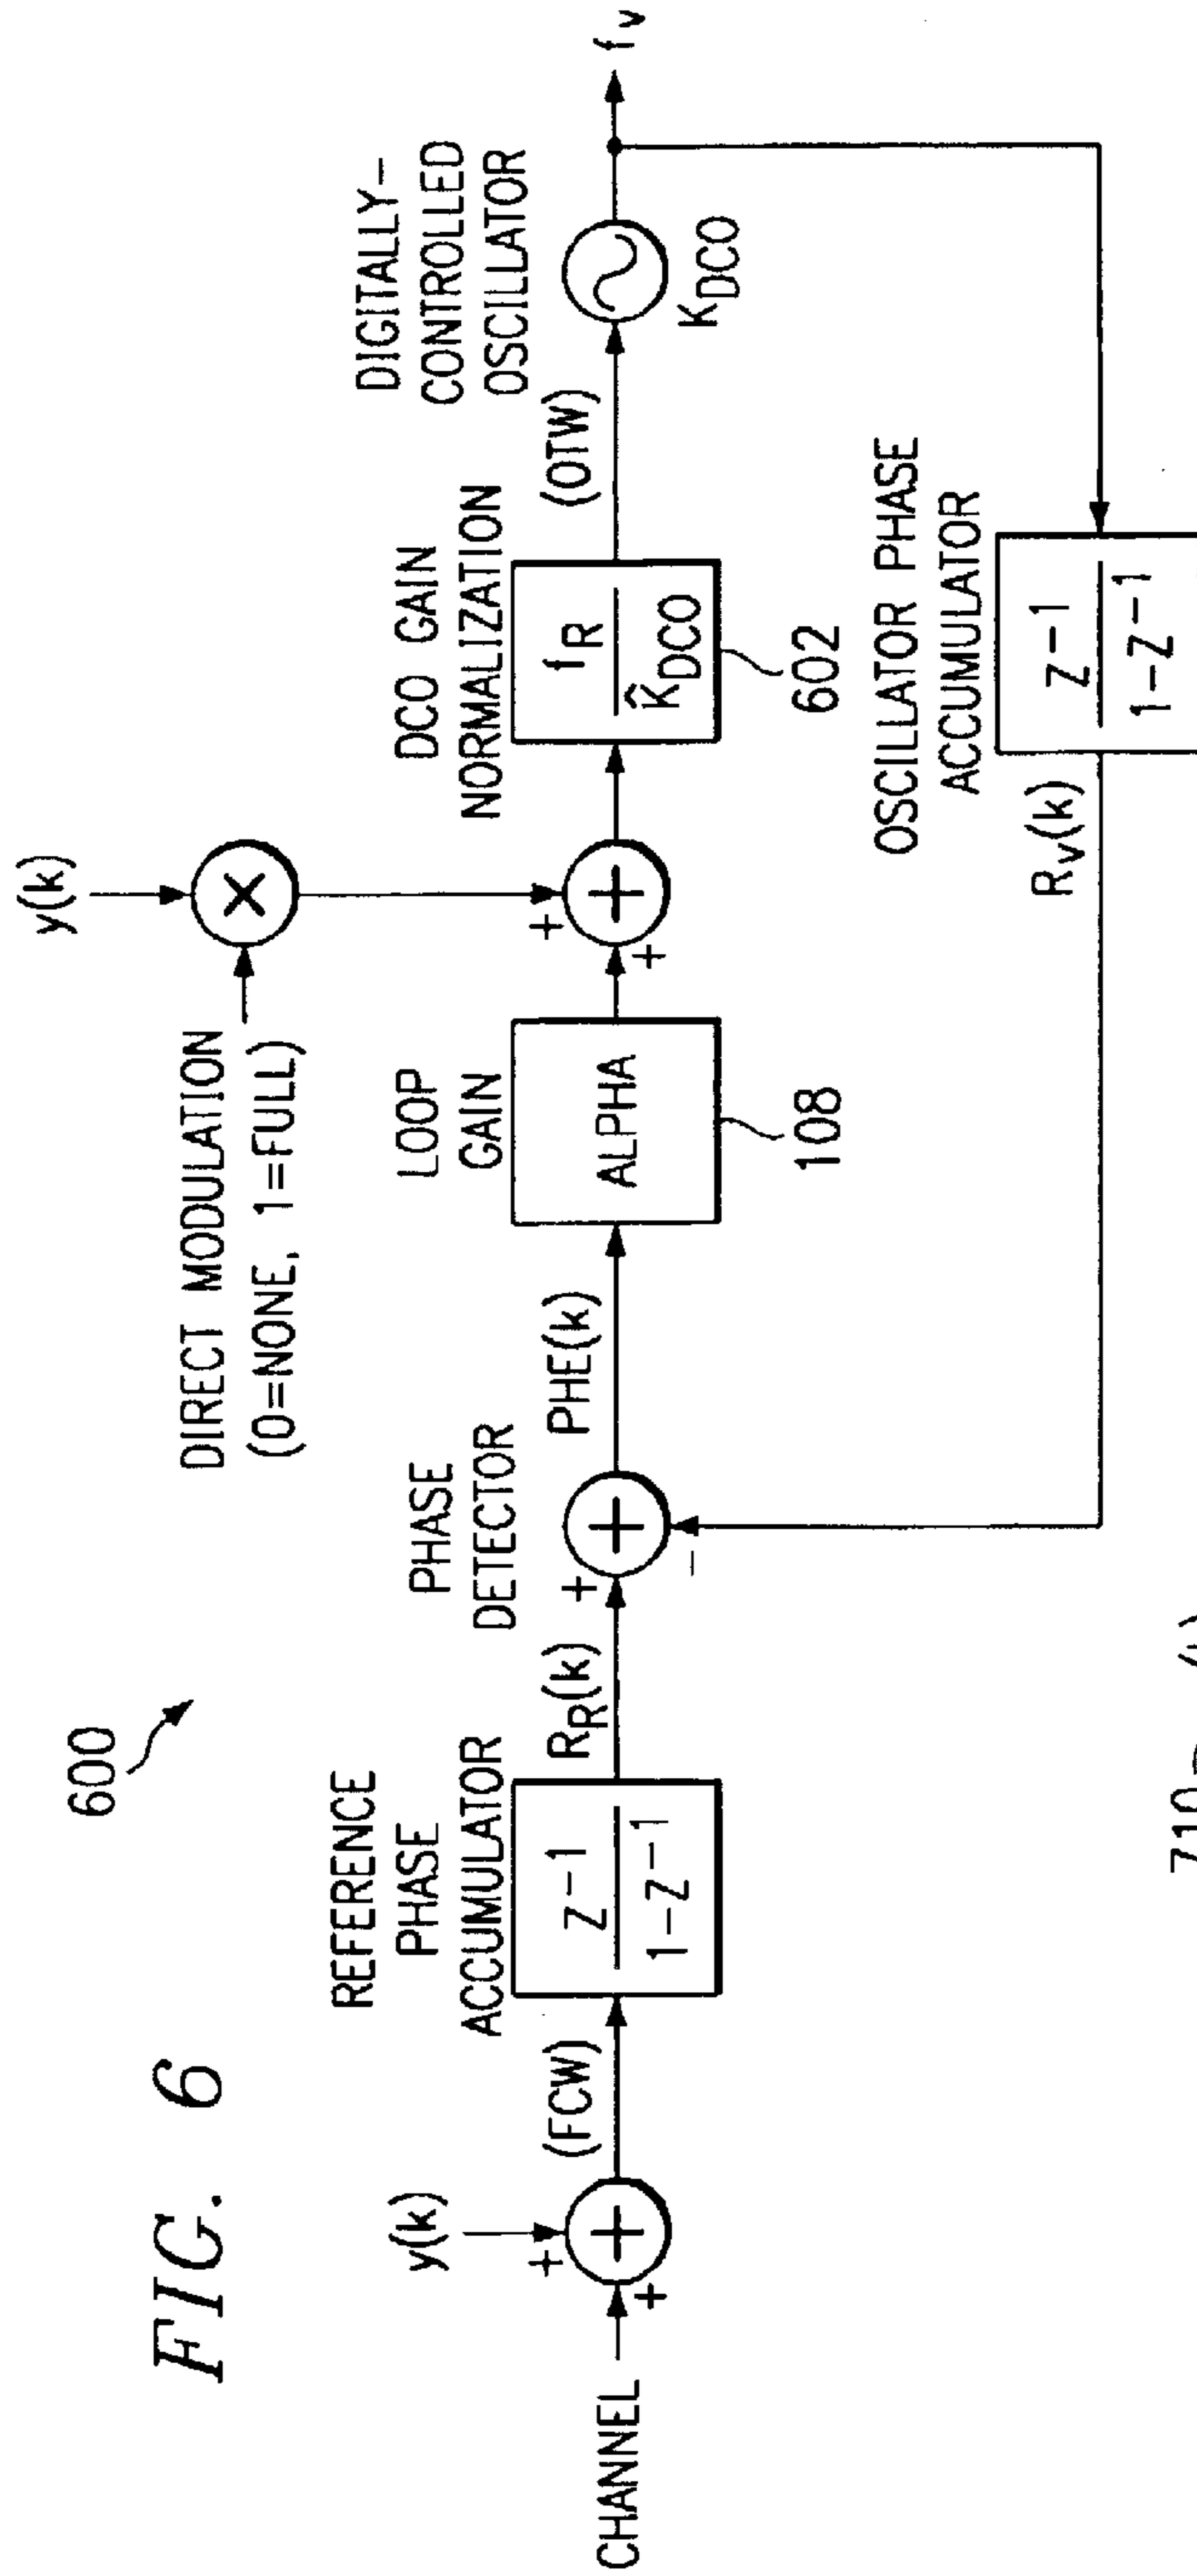 FIG. 6
600
CHANNEL
y(k)
+
+
+
(FCW)
REFERENCE
PHASE
ACCUMULATOR
Z⁻¹
1-Z⁻¹
R_R(k)
PHASE
DETECTOR
+
+
-
PHE(k)
LOOP
GAIN
ALPHA
108
DIRECT MODULATION
(0=NONE, 1=FULL)
y(k)
×
+
+
+
DCO GAIN
NORMALIZATION
f_R
K̂_DCO
602
(OTW)
DIGITALLY-
CONTROLLED
OSCILLATOR
K_DCO
f_v
OSCILLATOR PHASE
ACCUMULATOR
Z⁻¹
1-Z⁻¹
R_v(k)
710